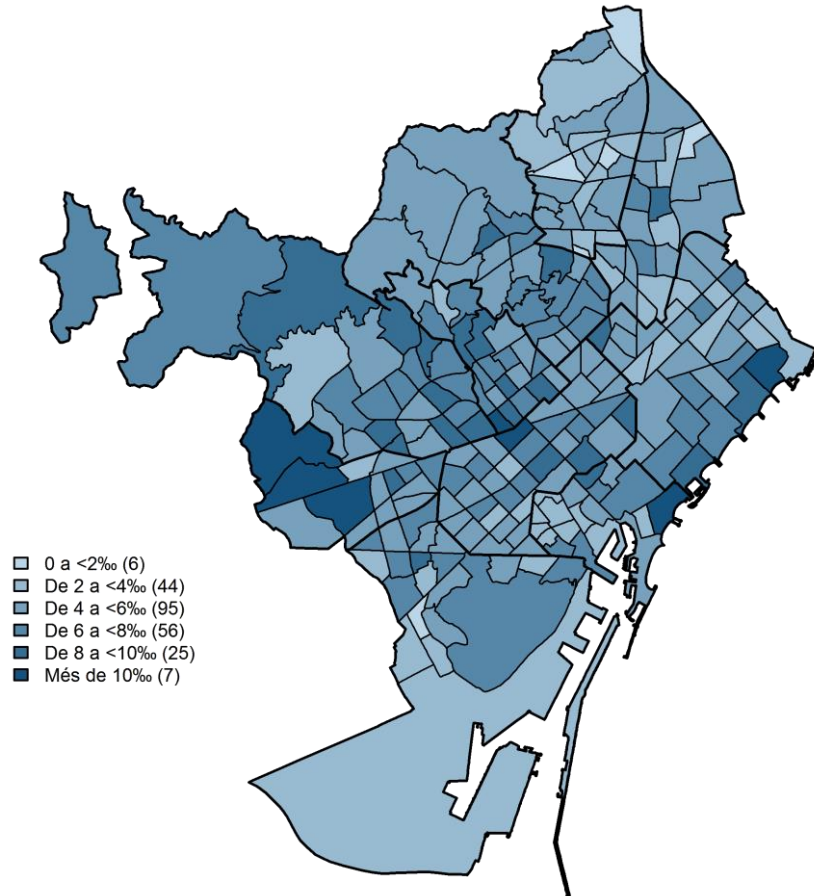 0 a <2‰ (6)
De 2 a <4‰ (44)
De 4 a <6‰ (95)
De 6 a <8‰ (56)
De 8 a <10‰ (25)
Més de 10‰ (7)